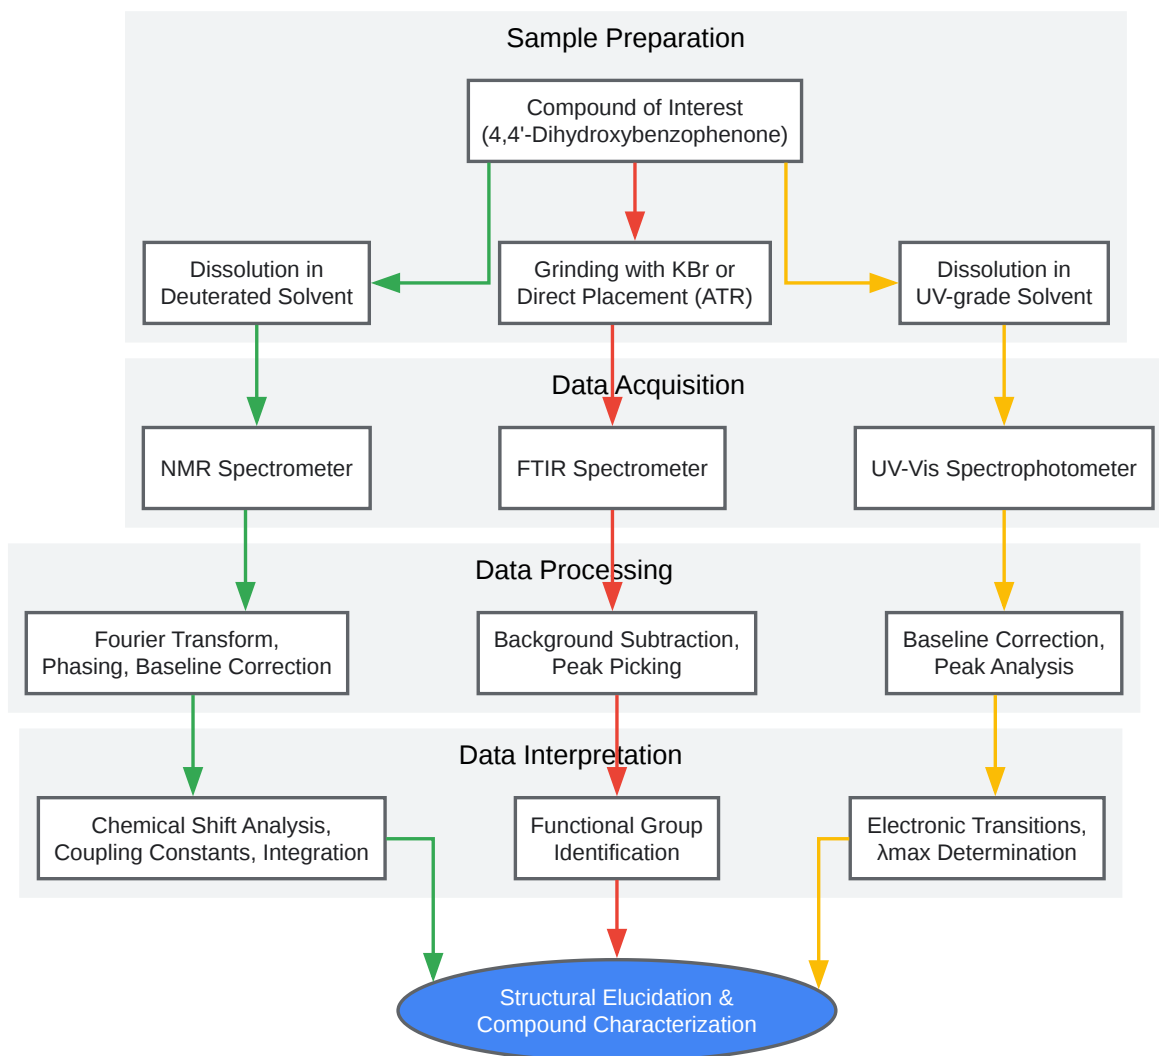 Sample Preparation
Compound of Interest
(4,4'-Dihydroxybenzophenone)
Dissolution in
Deuterated Solvent
Grinding with KBr or
Direct Placement (ATR)
Dissolution in
UV-grade Solvent
Data Acquisition
NMR Spectrometer
FTIR Spectrometer
UV-Vis Spectrophotometer
Data Processing
Fourier Transform,
Phasing, Baseline Correction
Background Subtraction,
Peak Picking
Baseline Correction,
Peak Analysis
Data Interpretation
Chemical Shift Analysis,
Coupling Constants, Integration
Functional Group
Identification
Electronic Transitions,
λmax Determination
Structural Elucidation &
Compound Characterization